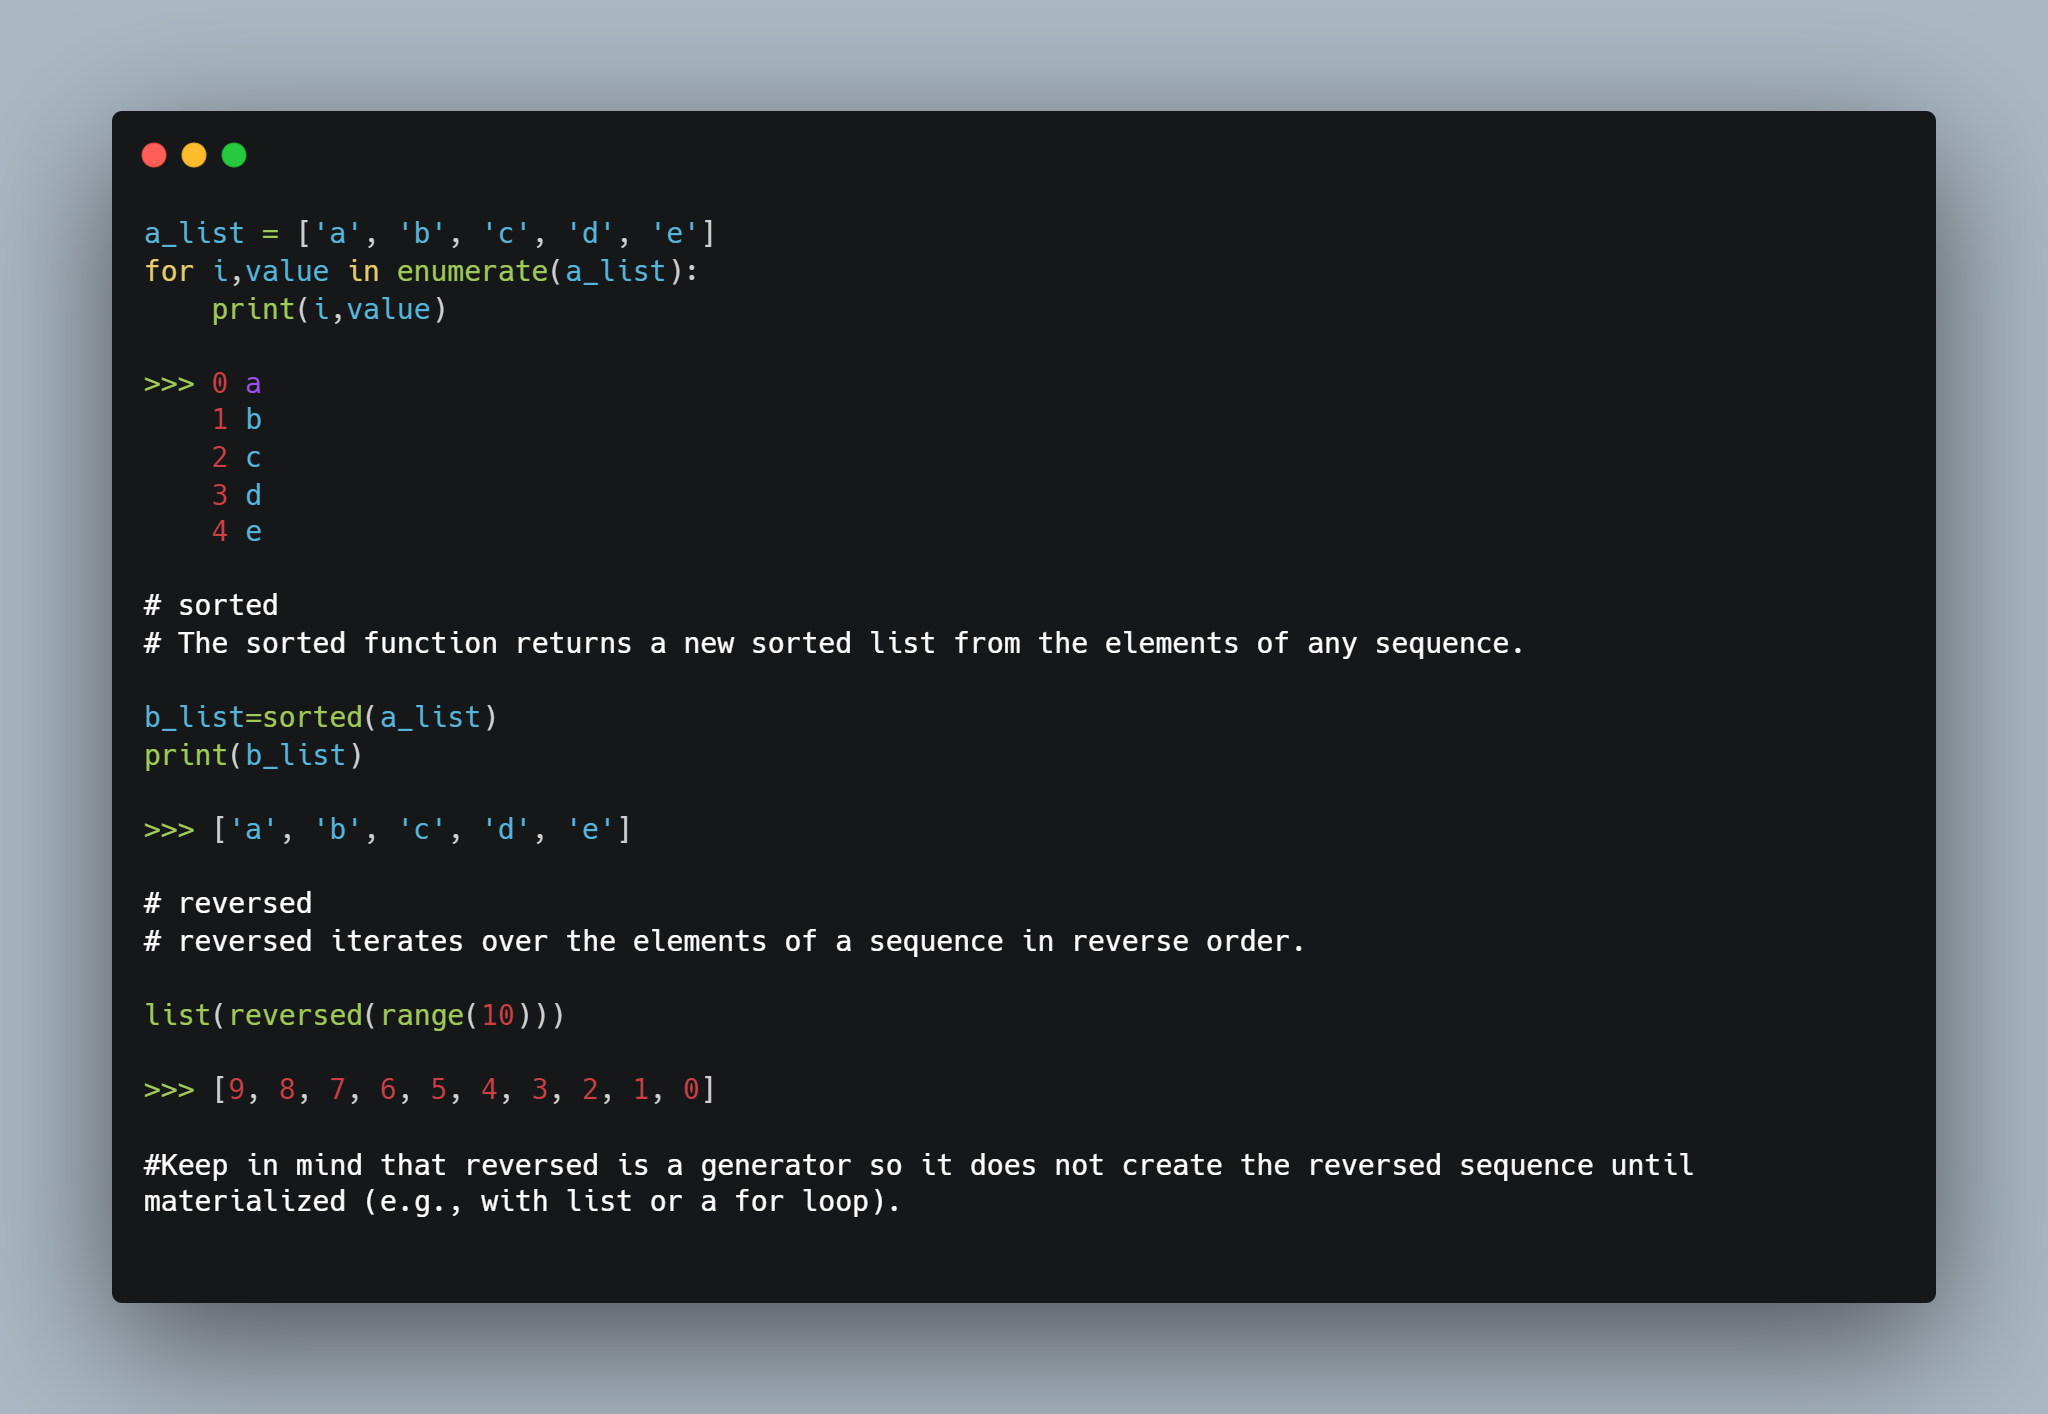 a_list = ['a', 'b', 'c', 'd', 'e']
for i,value in enumerate(a_list):
    print(i,value)
>>> 0 a
    1 b
    2 c
    3 d
    4 e
# sorted
# The sorted function returns a new sorted list from the elements of any sequence.
b_list=sorted(a_list)
print(b_list)
>>> ['a', 'b', 'c', 'd', 'e']
# reversed
# reversed iterates over the elements of a sequence in reverse order.
list(reversed(range(10)))
>>> [9, 8, 7, 6, 5, 4, 3, 2, 1, 0]
#Keep in mind that reversed is a generator so it does not create the reversed sequence until
materialized (e.g., with list or a for loop).